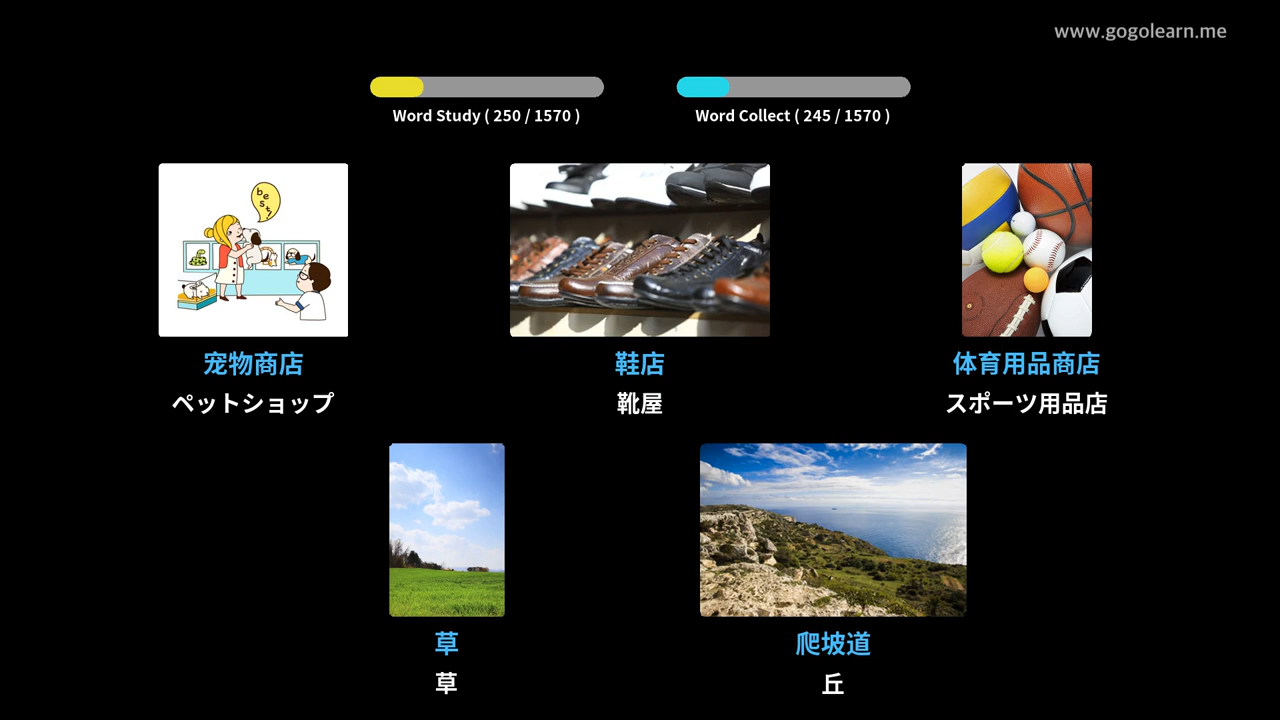 www.gogolearn.me
Word Study ( 250 / 1570 )
Word Collect ( 245 / 1570 )
best,
宠物商店
ペットショップ
鞋店
靴屋
体育用品商店
スポーツ用品店
草
草
爬坡道
丘